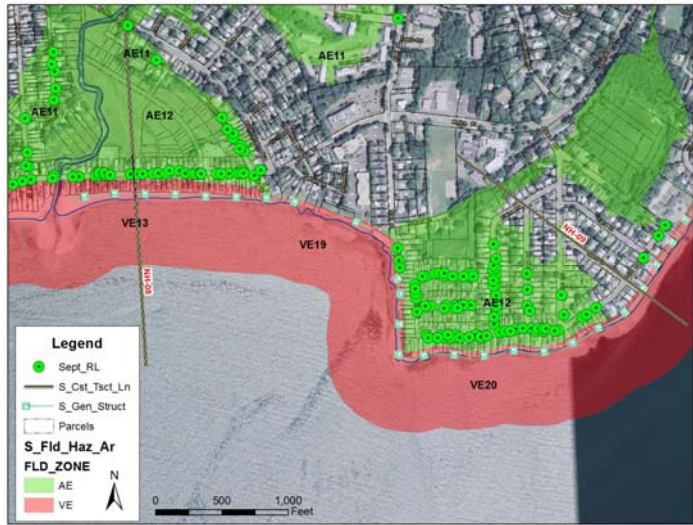 AE11
AE11
AE11
AE12
VE13
VE19
NH-08
NH-09
AE12
VE20
Legend
Sept_RL
S_Cst_Tsct_Ln
S_Gen_Struct
Parcels
S_Fld_Haz_Ar
FLD_ZONE
AE
VE
N
0 500 1,000
Feet